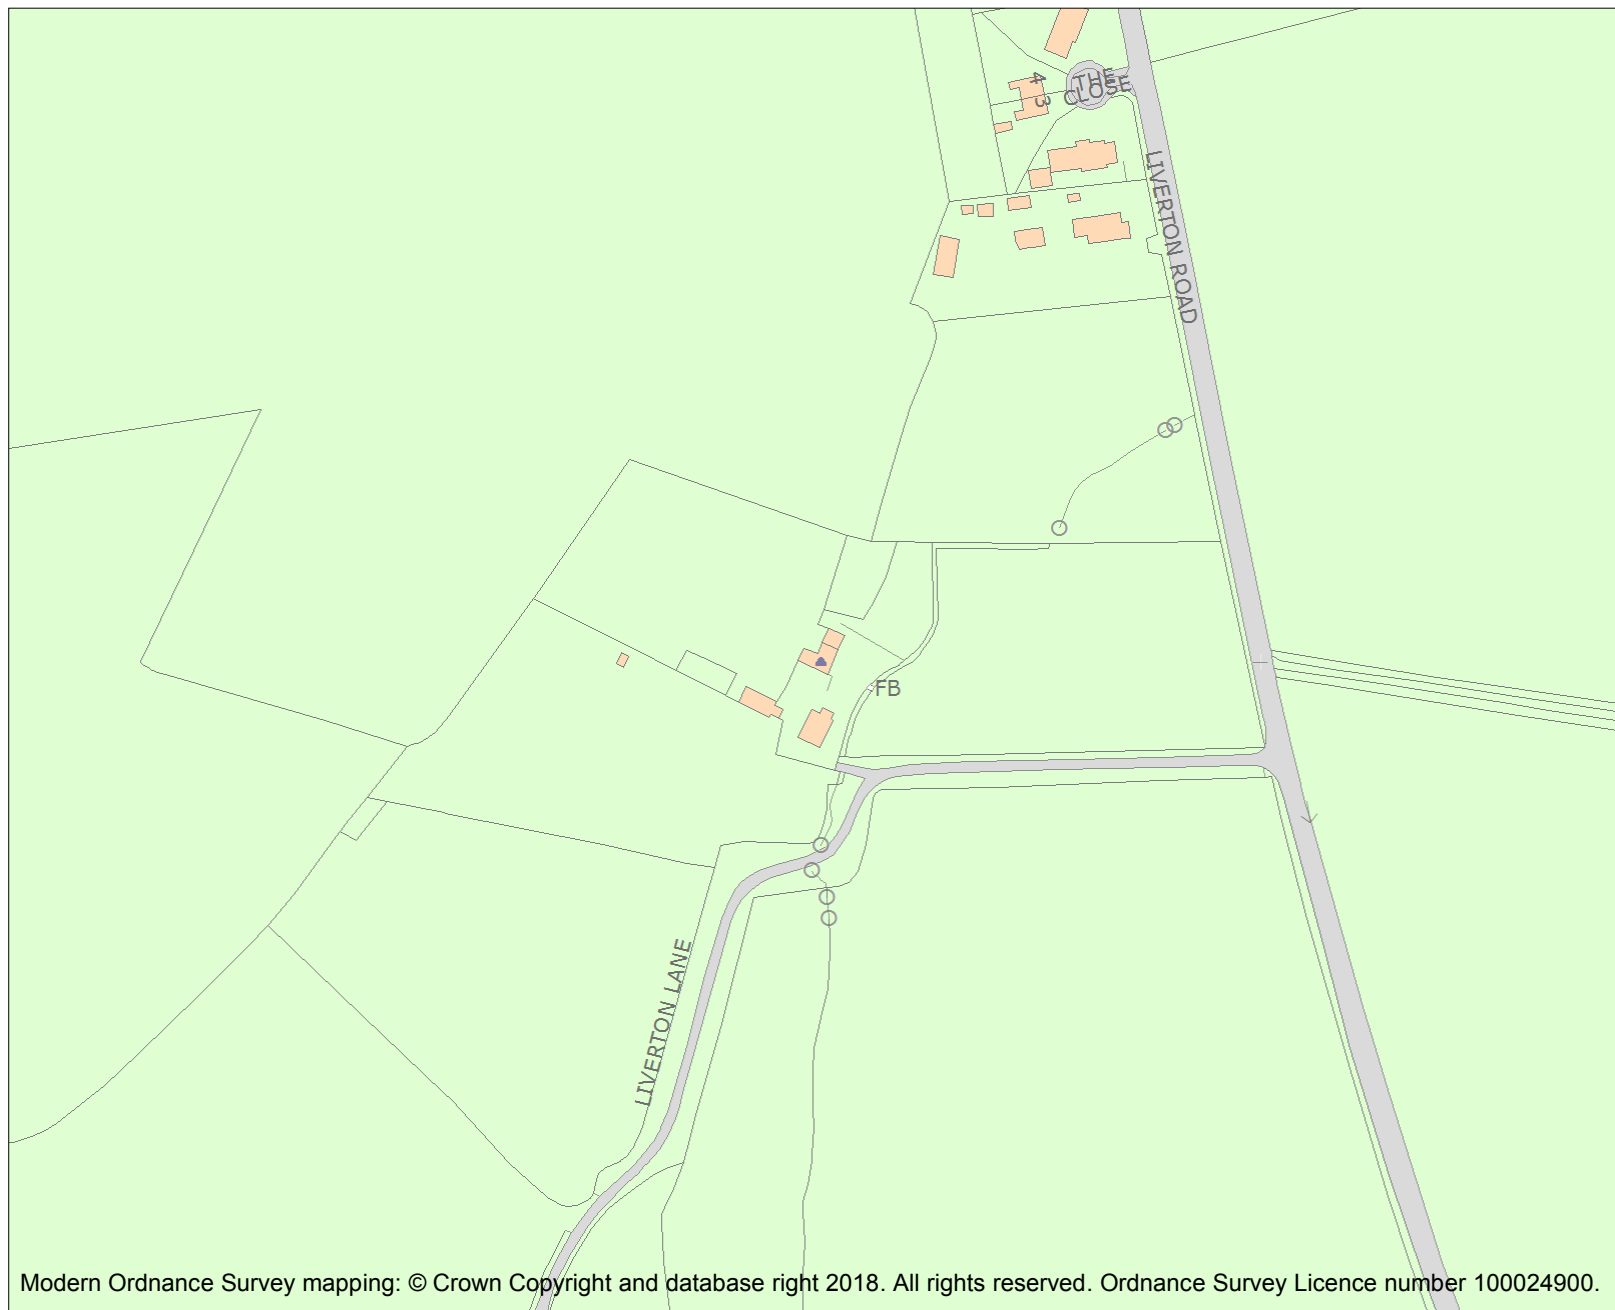 4
3
THE
CLOSE
LIVERTON ROAD
FB
LIVERTON LANE
Modern Ordnance Survey mapping: © Crown Copyright and database right 2018. All rights reserved. Ordnance Survey Licence number 100024900.